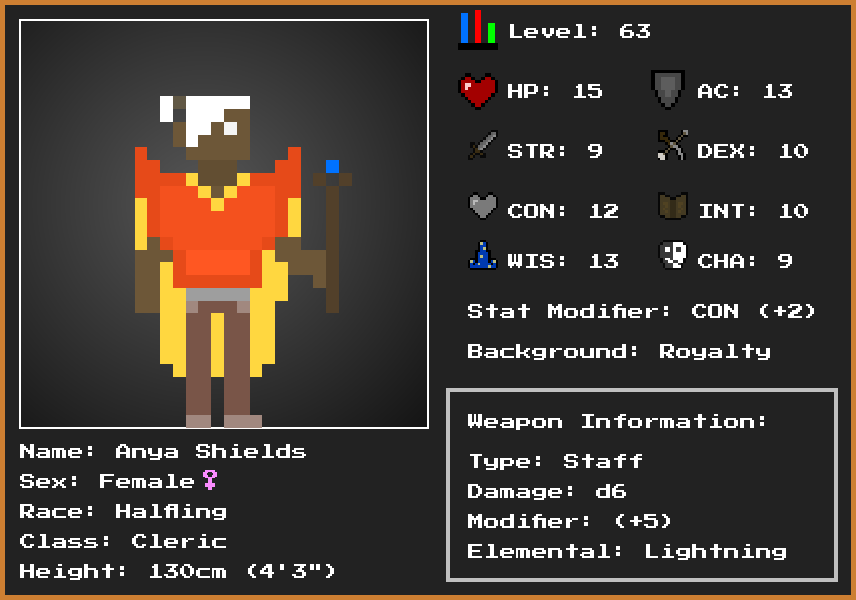 Level: 63
HP: 15 AC: 13
STR: 9 DEX: 10
CON: 12 INT: 10
WIS: 13 CHA: 9
Stat Modifier: CON (+2)
Background: Royalty
Weapon Information:
Type: Staff
Damage: d6
Modifier: (+5)
Elemental: Lightning
Name: Anya Shields
Sex: Female♀
Race: Halfling
Class: Cleric
Height: 130cm (4'3")